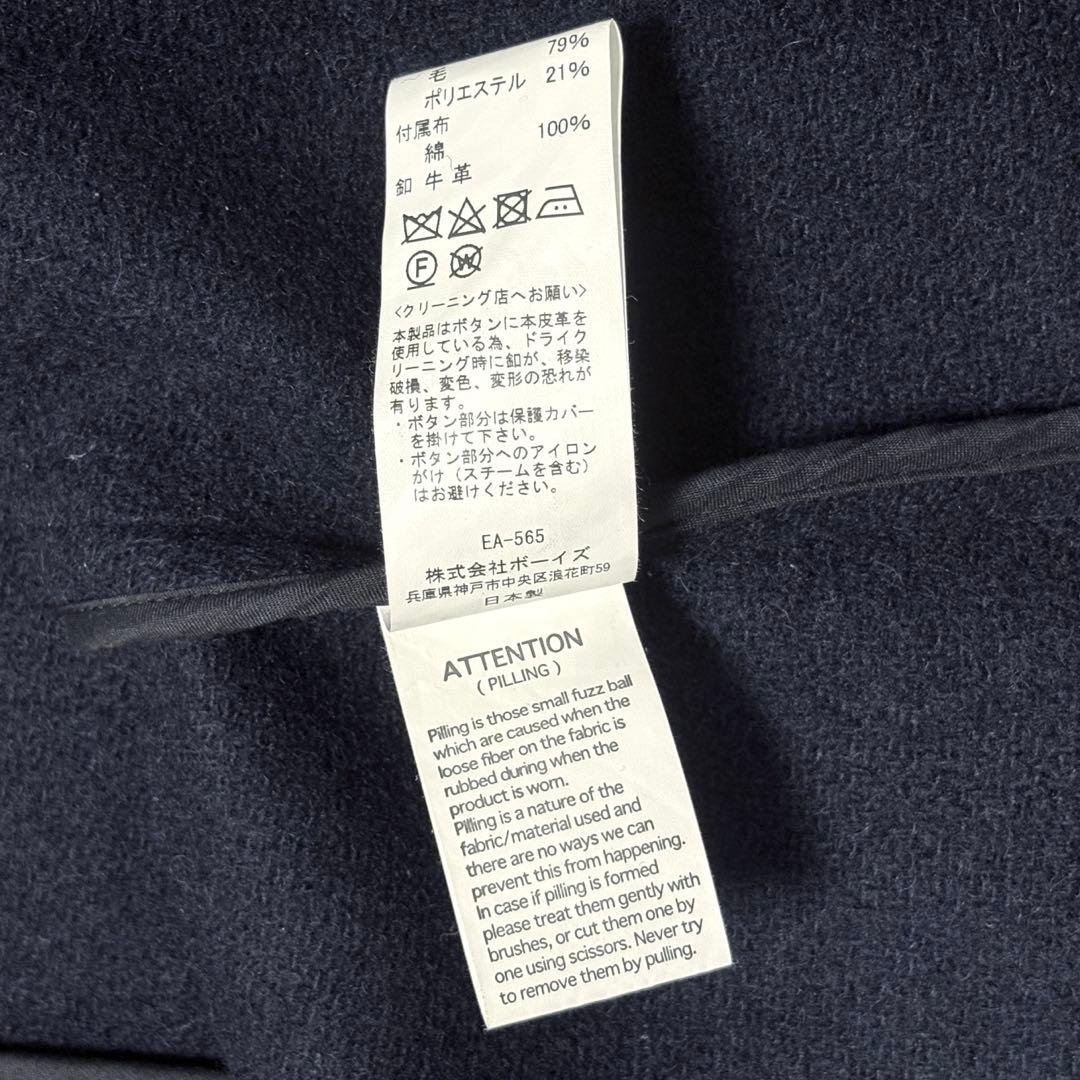 毛 79%
ポリエステル 21%
付属布
綿 100%
釦 牛革
F W
<クリーニング店へお願い>
本製品はボタンに本皮革を
使用している為、ドライク
リーニング時に釦が、移染
破損、変色、変形の恐れが
有ります。
・ボタン部分は保護カバー
を掛けて下さい。
・ボタン部分へのアイロン
がけ（スチームを含む）
はお避けください。
EA-565
株式会社ボーイズ
兵庫県神戸市中央区浪花町59
日本製
ATTENTION
( PILLING )
Pilling is those small fuzz ball
which are caused when the
loose fiber on the fabric is
rubbed during when the
product is worn.
Pilling is a nature of the
fabric/material used and
there are no ways we can
prevent this from happening.
In case if pilling is formed
please treat them gently with
brushes, or cut them one by
one using scissors. Never try
to remove them by pulling.